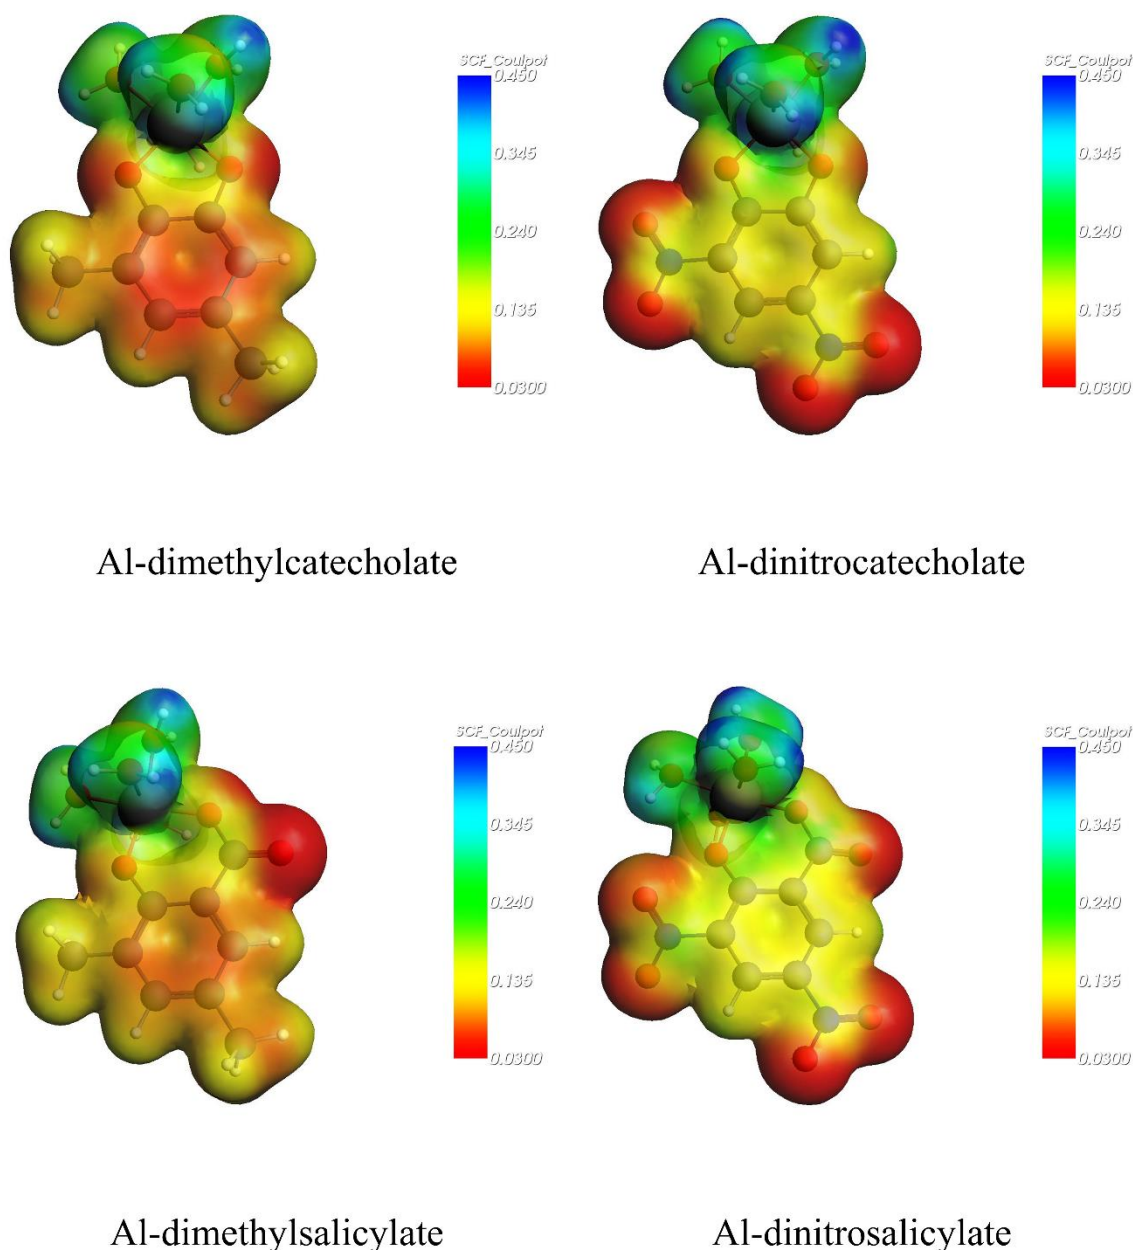 SCF_Coulpot
0.450
0.345
0.240
0.135
0.0300
SCF_Coulpot
0.450
0.345
0.240
0.135
0.0300
Al-dimethylcatecholate
Al-dinitrocatecholate
SCF_Coulpot
0.450
0.345
0.240
0.135
0.0300
SCF_Coulpot
0.450
0.345
0.240
0.135
0.0300
Al-dimethylsalicylate
Al-dinitrosalicylate